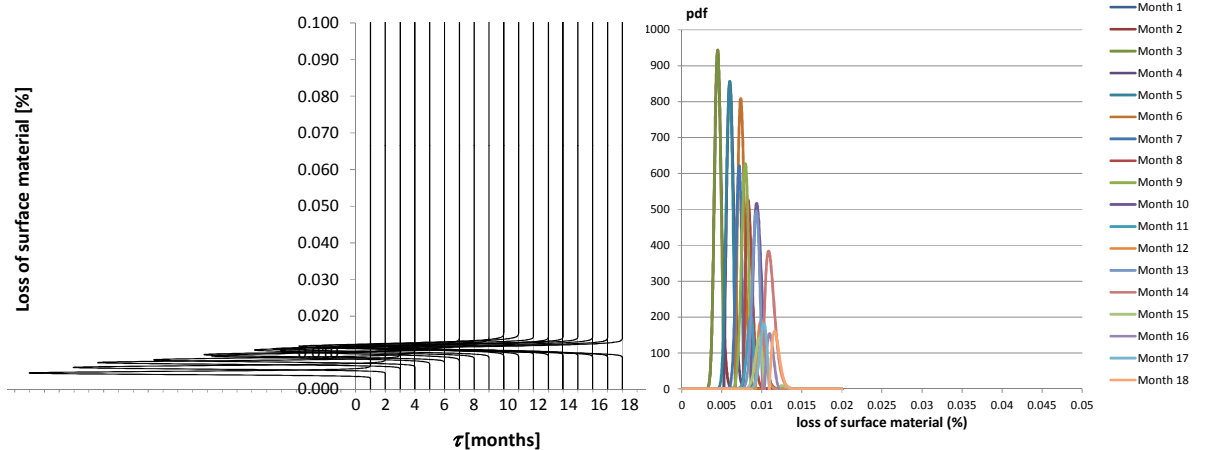 Loss of surface material [%]
0.100
0.090
0.080
0.070
0.060
0.050
0.040
0.030
0.020
0.010
0.000
0 2 4 6 8 10 12 14 16 18
τ[months]
pdf
1000
900
800
700
600
500
400
300
200
100
0
0 0.005 0.01 0.015 0.02 0.025 0.03 0.035 0.04 0.045 0.05
loss of surface material (%)
Month 1
Month 2
Month 3
Month 4
Month 5
Month 6
Month 7
Month 8
Month 9
Month 10
Month 11
Month 12
Month 13
Month 14
Month 15
Month 16
Month 17
Month 18